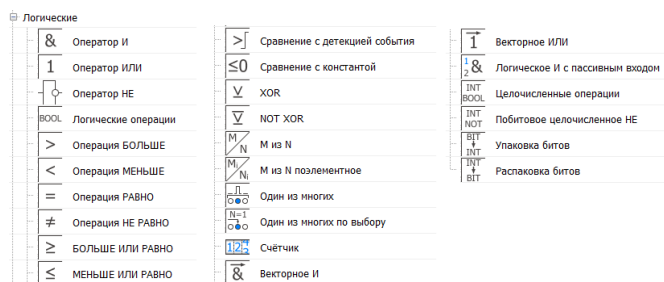 Логические
& Оператор И
1 Оператор ИЛИ
Оператор НЕ
BOOL Логические операции
> Операция БОЛЬШЕ
< Операция МЕНЬШЕ
= Операция РАВНО
≠ Операция НЕ РАВНО
≥ БОЛЬШЕ ИЛИ РАВНО
≤ МЕНЬШЕ ИЛИ РАВНО
> Сравнение с детекцией события
≤0 Сравнение с константой
XOR
NOT XOR
M/N М из N
Mi/Ni М из N поэлементное
Один из многих
N=1 Один из многих по выбору
123 Счётчик
& Векторное И
1 Векторное ИЛИ
1 2 & Логическое И с пассивным входом
INT BOOL Целочисленные операции
INT NOT Побитовое целочисленное НЕ
BIT INT Упаковка битов
INT BIT Распаковка битов